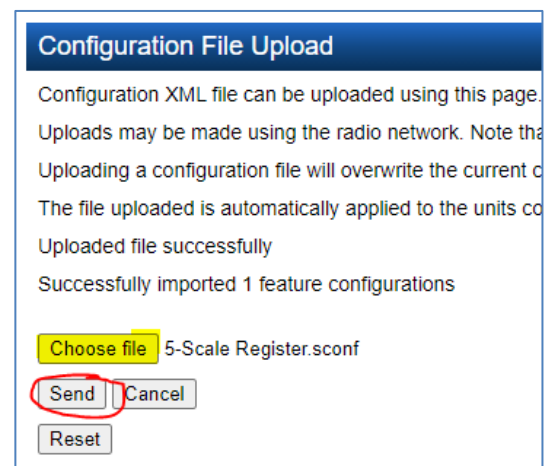 Configuration File Upload
Configuration XML file can be uploaded using this page.
Uploads may be made using the radio network. Note
Uploading a configuration file will overwrite the current
The file uploaded is automatically applied to the units
Uploaded file successfully
Successfully imported 1 feature configurations
Choose file 5-Scale Register.sconf
Send Cancel
Reset